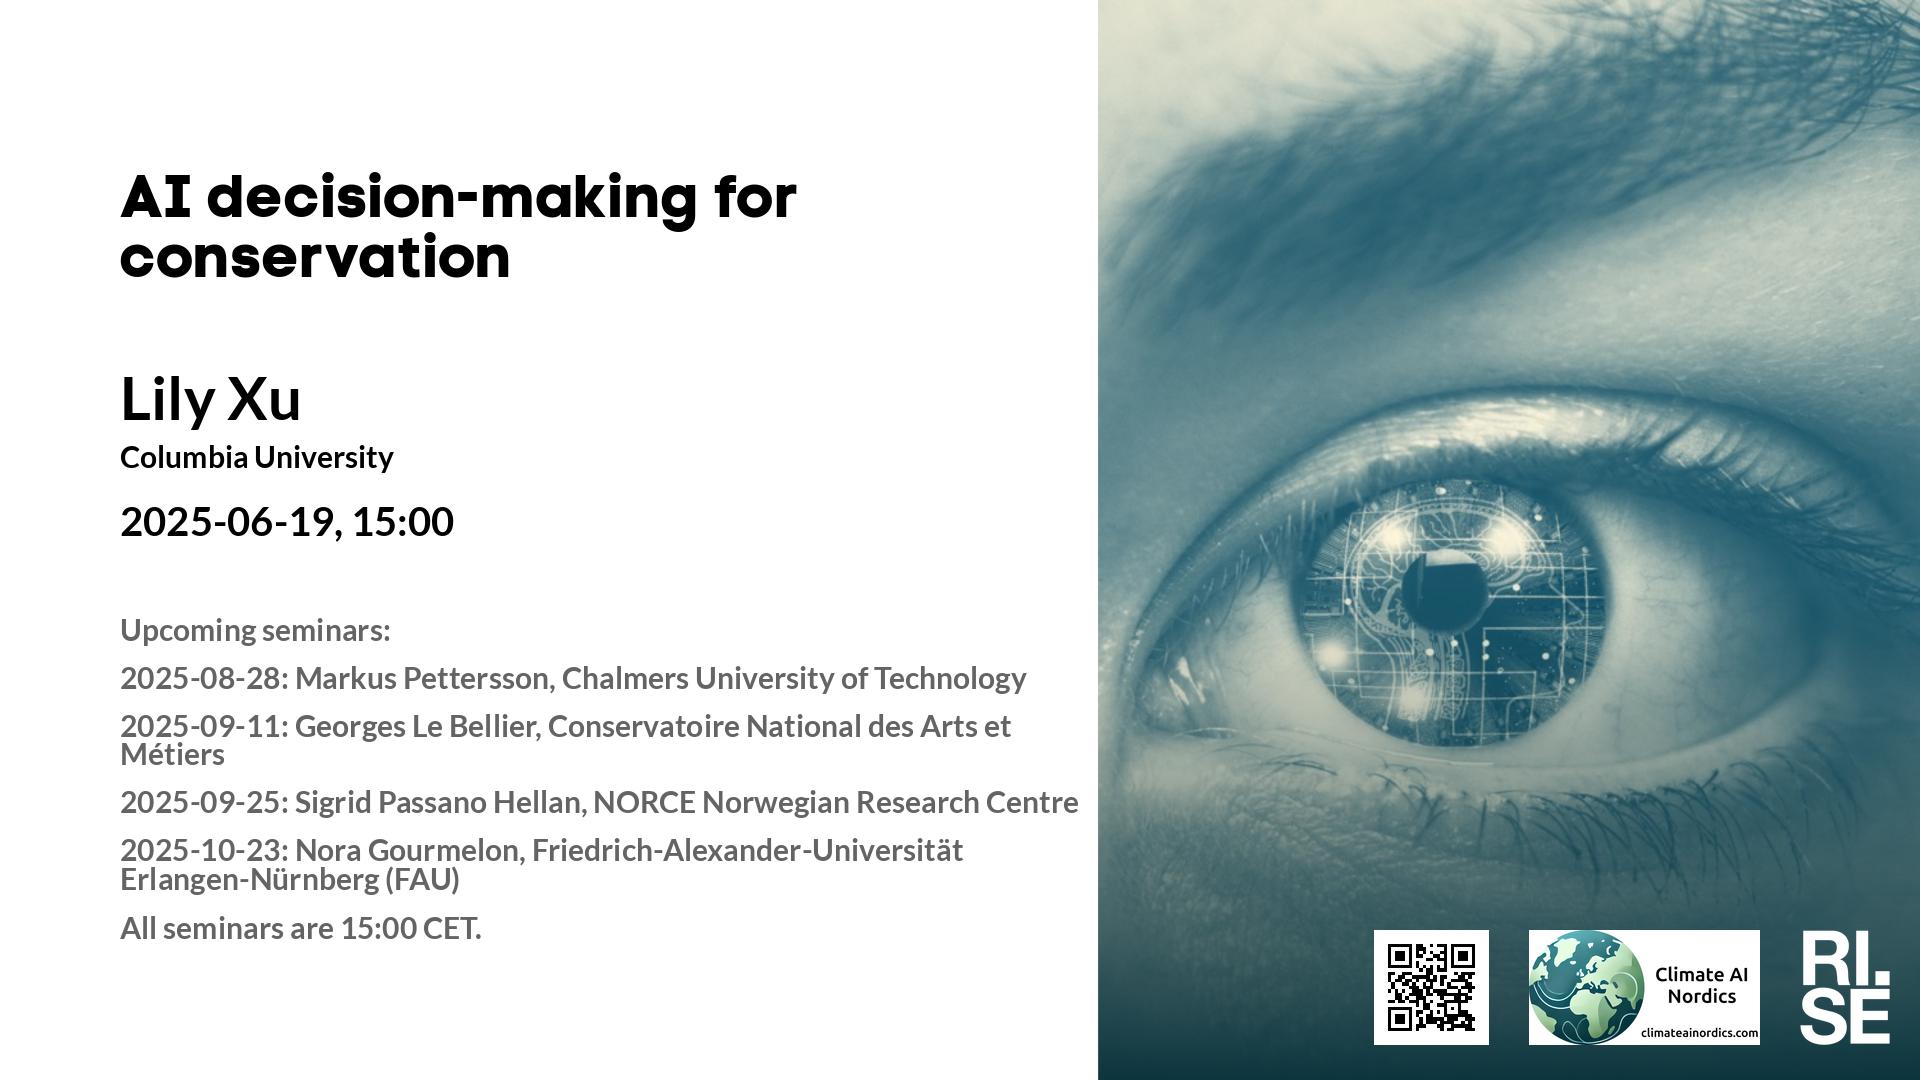 AI decision-making for
conservation
Lily Xu
Columbia University
2025-06-19, 15:00
Upcoming seminars:
2025-08-28: Markus Pettersson, Chalmers University of Technology
2025-09-11: Georges Le Bellier, Conservatoire National des Arts et
Métiers
2025-09-25: Sigrid Passano Hellan, NORCE Norwegian Research Centre
2025-10-23: Nora Gourmelon, Friedrich-Alexander-Universität
Erlangen-Nürnberg (FAU)
All seminars are 15:00 CET.
Climate AI
Nordics
climateainordics.com
RI.
SE